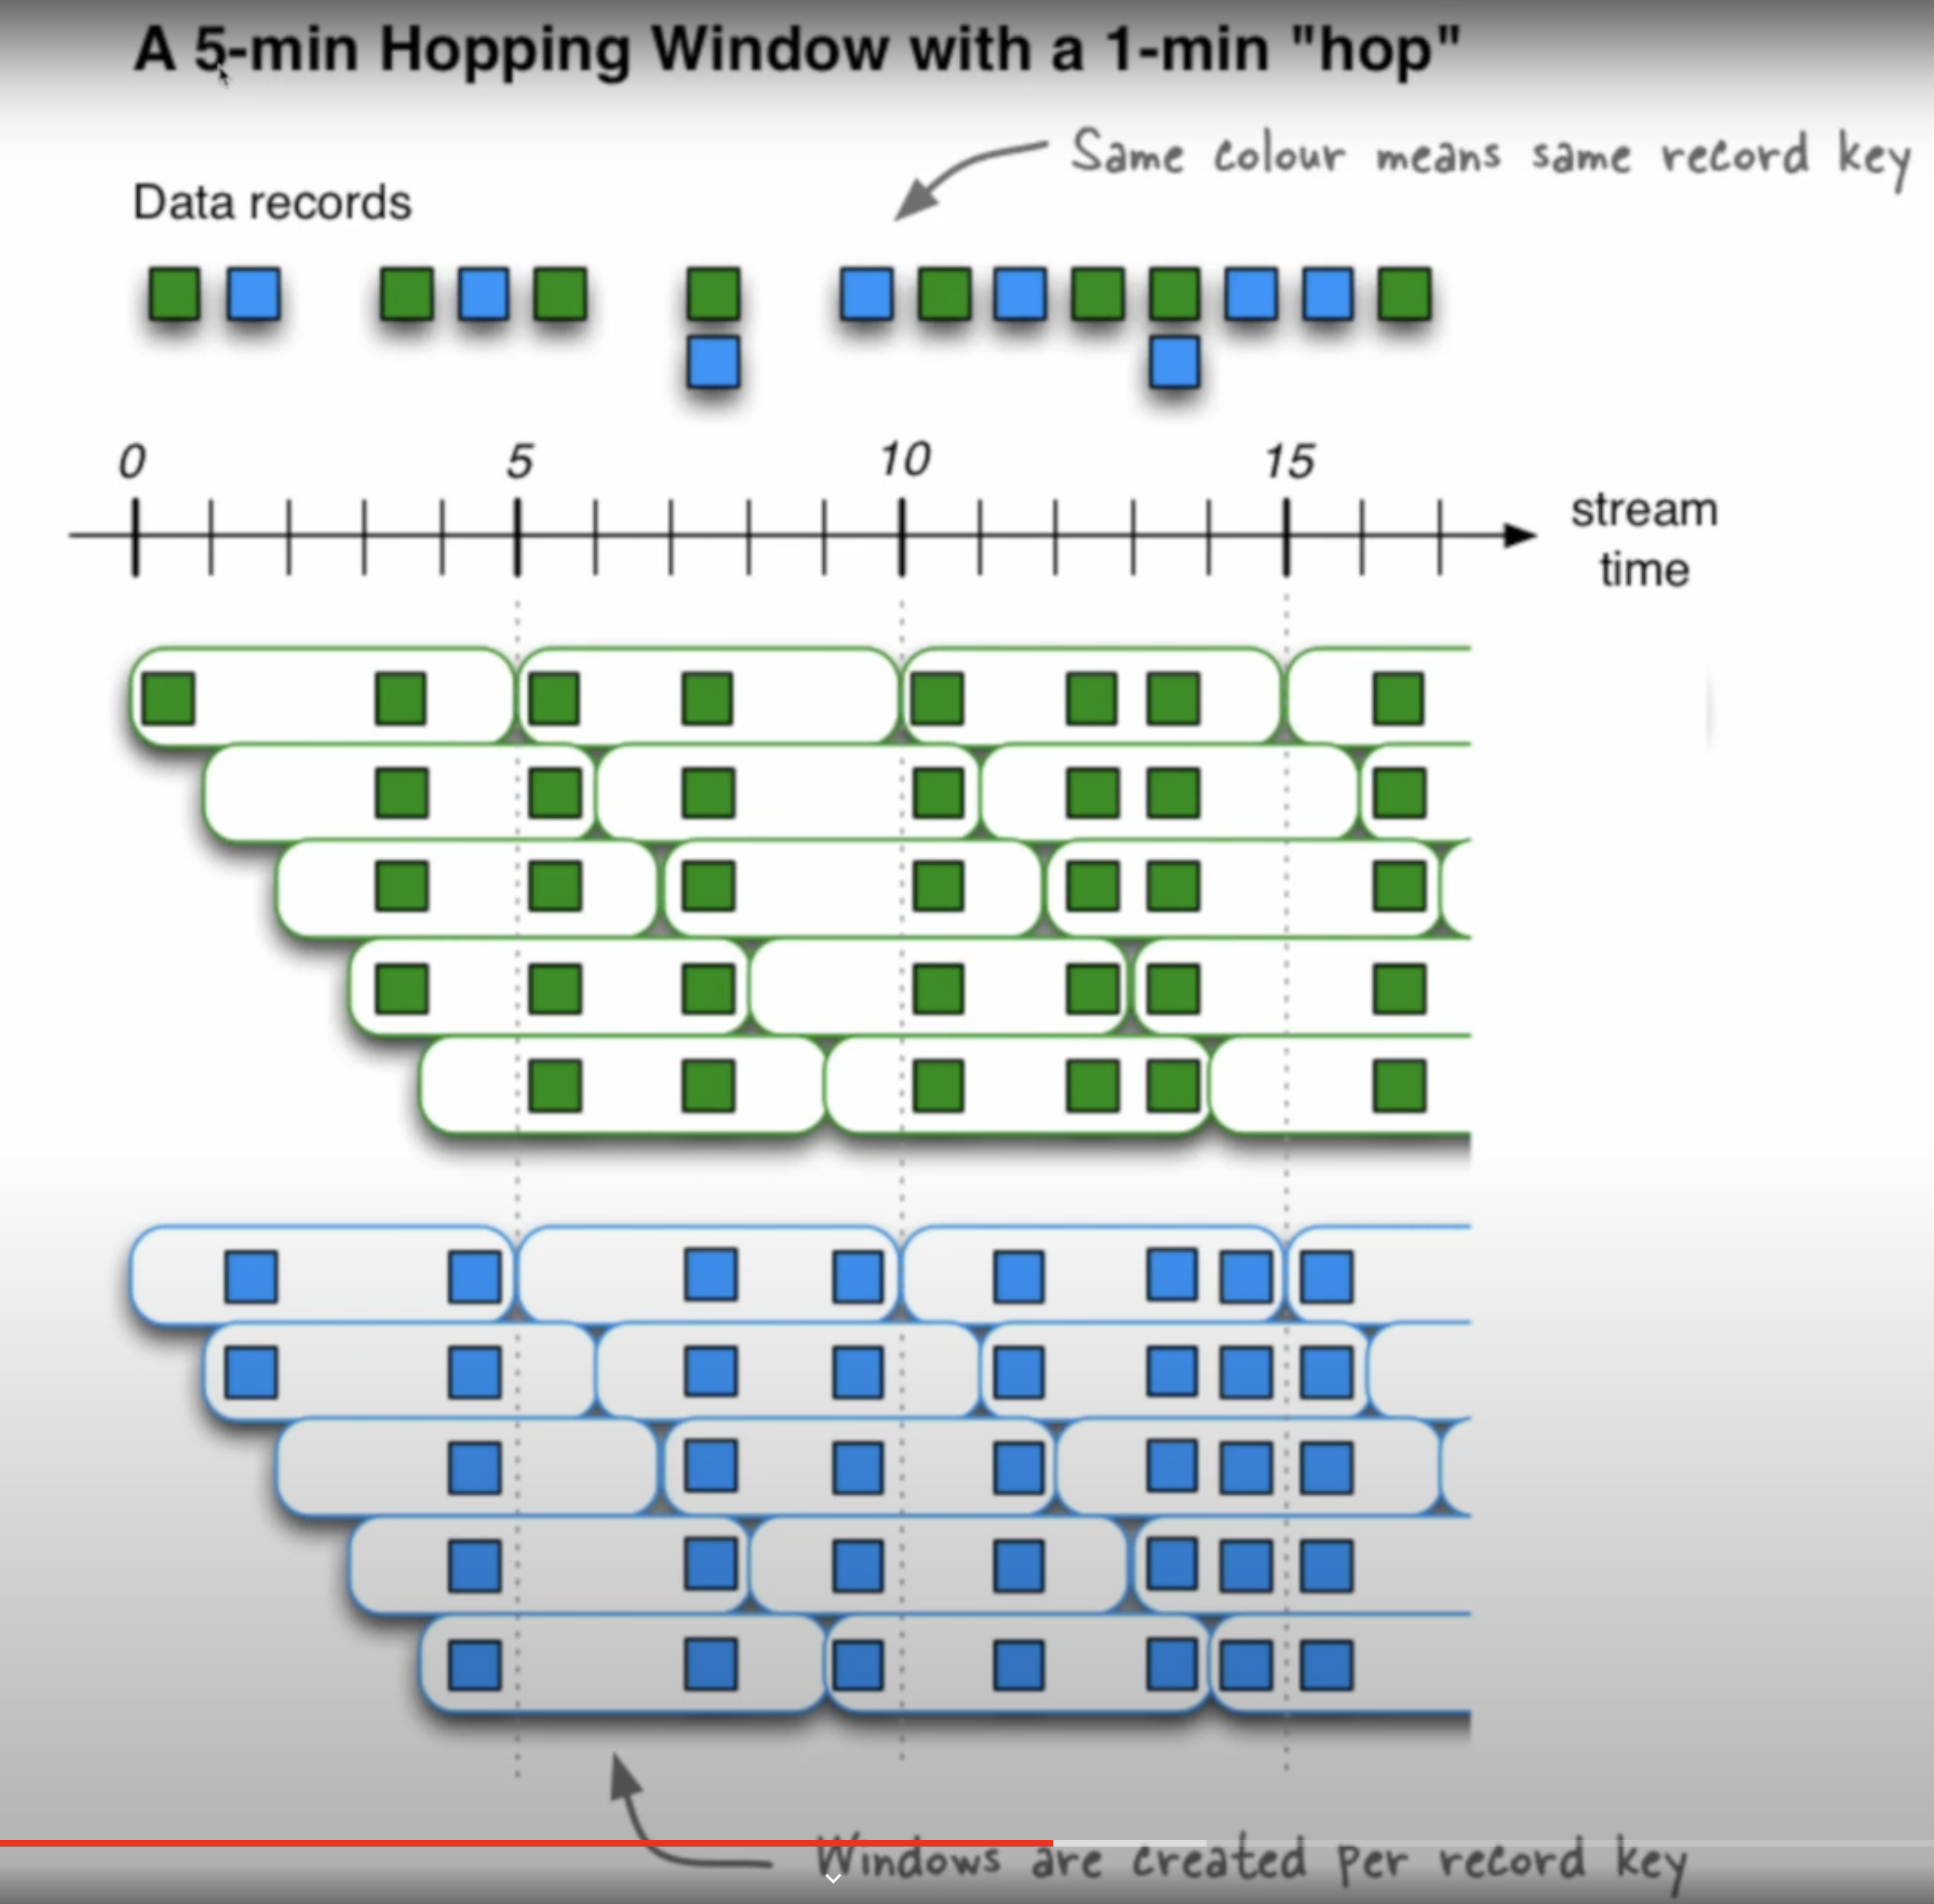 A 5-min Hopping Window with a 1-min "hop"
Same colour means same record key
Data records
0 5 10 15
stream
time
Windows are created per record key